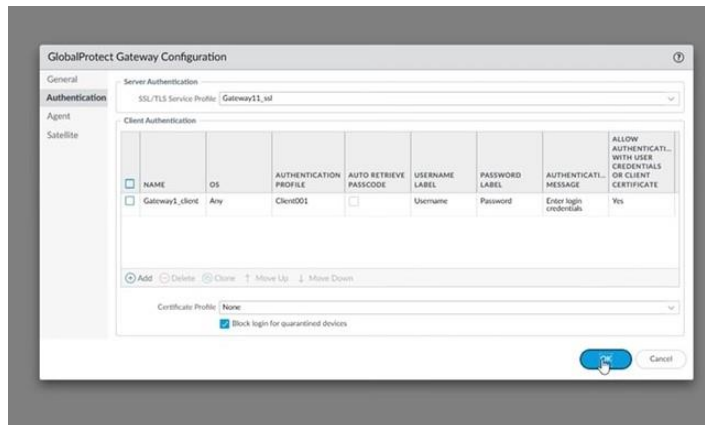 GlobalProtect Gateway Configuration
General
Authentication
Agent
Satellite
Server Authentication
SSL/TLS Service Profile Gateway11_ssl
Client Authentication
NAME
OS
AUTHENTICATION
PROFILE
AUTO RETRIEVE
PASSCODE
USERNAME
LABEL
PASSWORD
LABEL
AUTHENTICATI...
MESSAGE
ALLOW
AUTHENTICATI...
WITH USER
CREDENTIALS
OR CLIENT
CERTIFICATE
Gateway1_client Any Client001 Username Password Enter login Yes
credentials
Add Delete Clone Move Up Move Down
Certificate Profile None
Block login for quarantined devices
OK Cancel